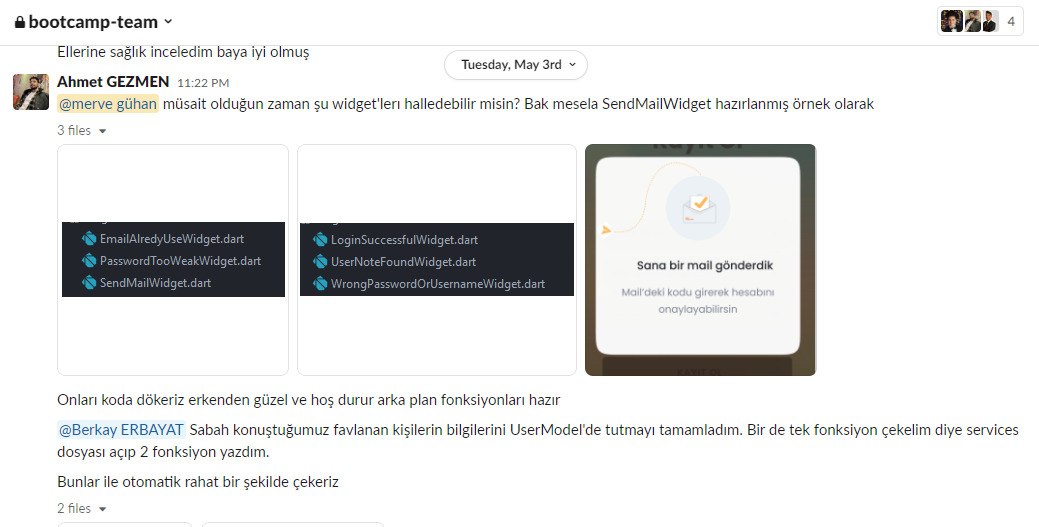 bootcamp-team
4
Ellerine sağlık inceledim baya iyi olmuş
Tuesday, May 3rd
Ahmet GEZMEN 11:22 PM
@merve gühan müsait olduğun zaman şu widget'lerı halledebilir misin? Bak mesela SendMailWidget hazırlanmış örnek olarak
3 files
EmailAlredyUseWidget.dart
PasswordTooWeakWidget.dart
SendMailWidget.dart
LoginSuccessfulWidget.dart
UserNoteFoundWidget.dart
WrongPasswordOrUsernameWidget.dart
Sana bir mail gönderdik
Mail'deki kodu girerek hesabını
onaylayabilirsin
Onları koda dökeriz erkenden güzel ve hoş durur arka plan fonksiyonları hazır
@Berkay ERBAYAT Sabah konuştuğumuz favlanan kişilerin bilgilerini UserModel'de tutmayı tamamladım. Bir de tek fonksiyon çekelim diye services
dosyası açıp 2 fonksiyon yazdım.
Bunlar ile otomatik rahat bir şekilde çekeriz
2 files